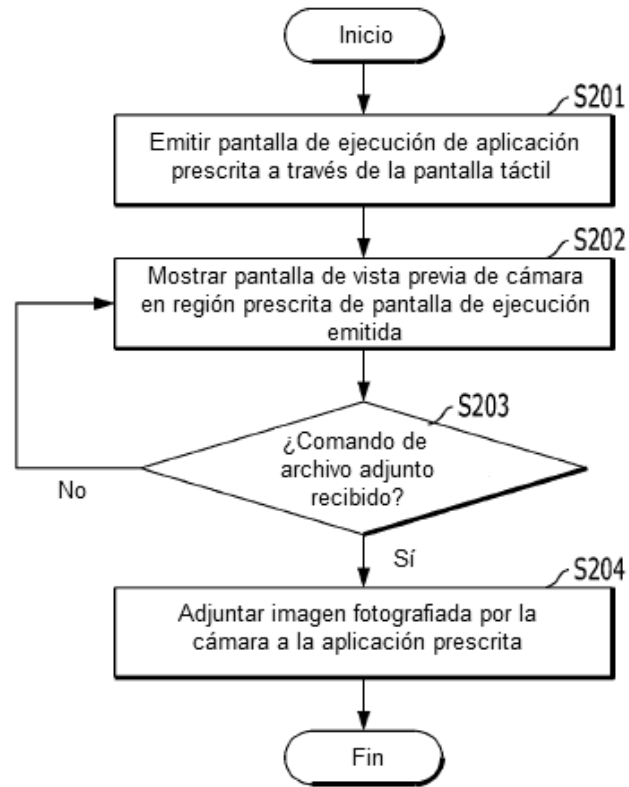 Inicio
S201
Emitir pantalla de ejecución de aplicación
prescrita a través de la pantalla táctil
S202
Mostrar pantalla de vista previa de cámara
en región prescrita de pantalla de ejecución
emitida
S203
¿Comando de
archivo adjunto
recibido?
No
Sí
S204
Adjuntar imagen fotografiada por la
cámara a la aplicación prescrita
Fin